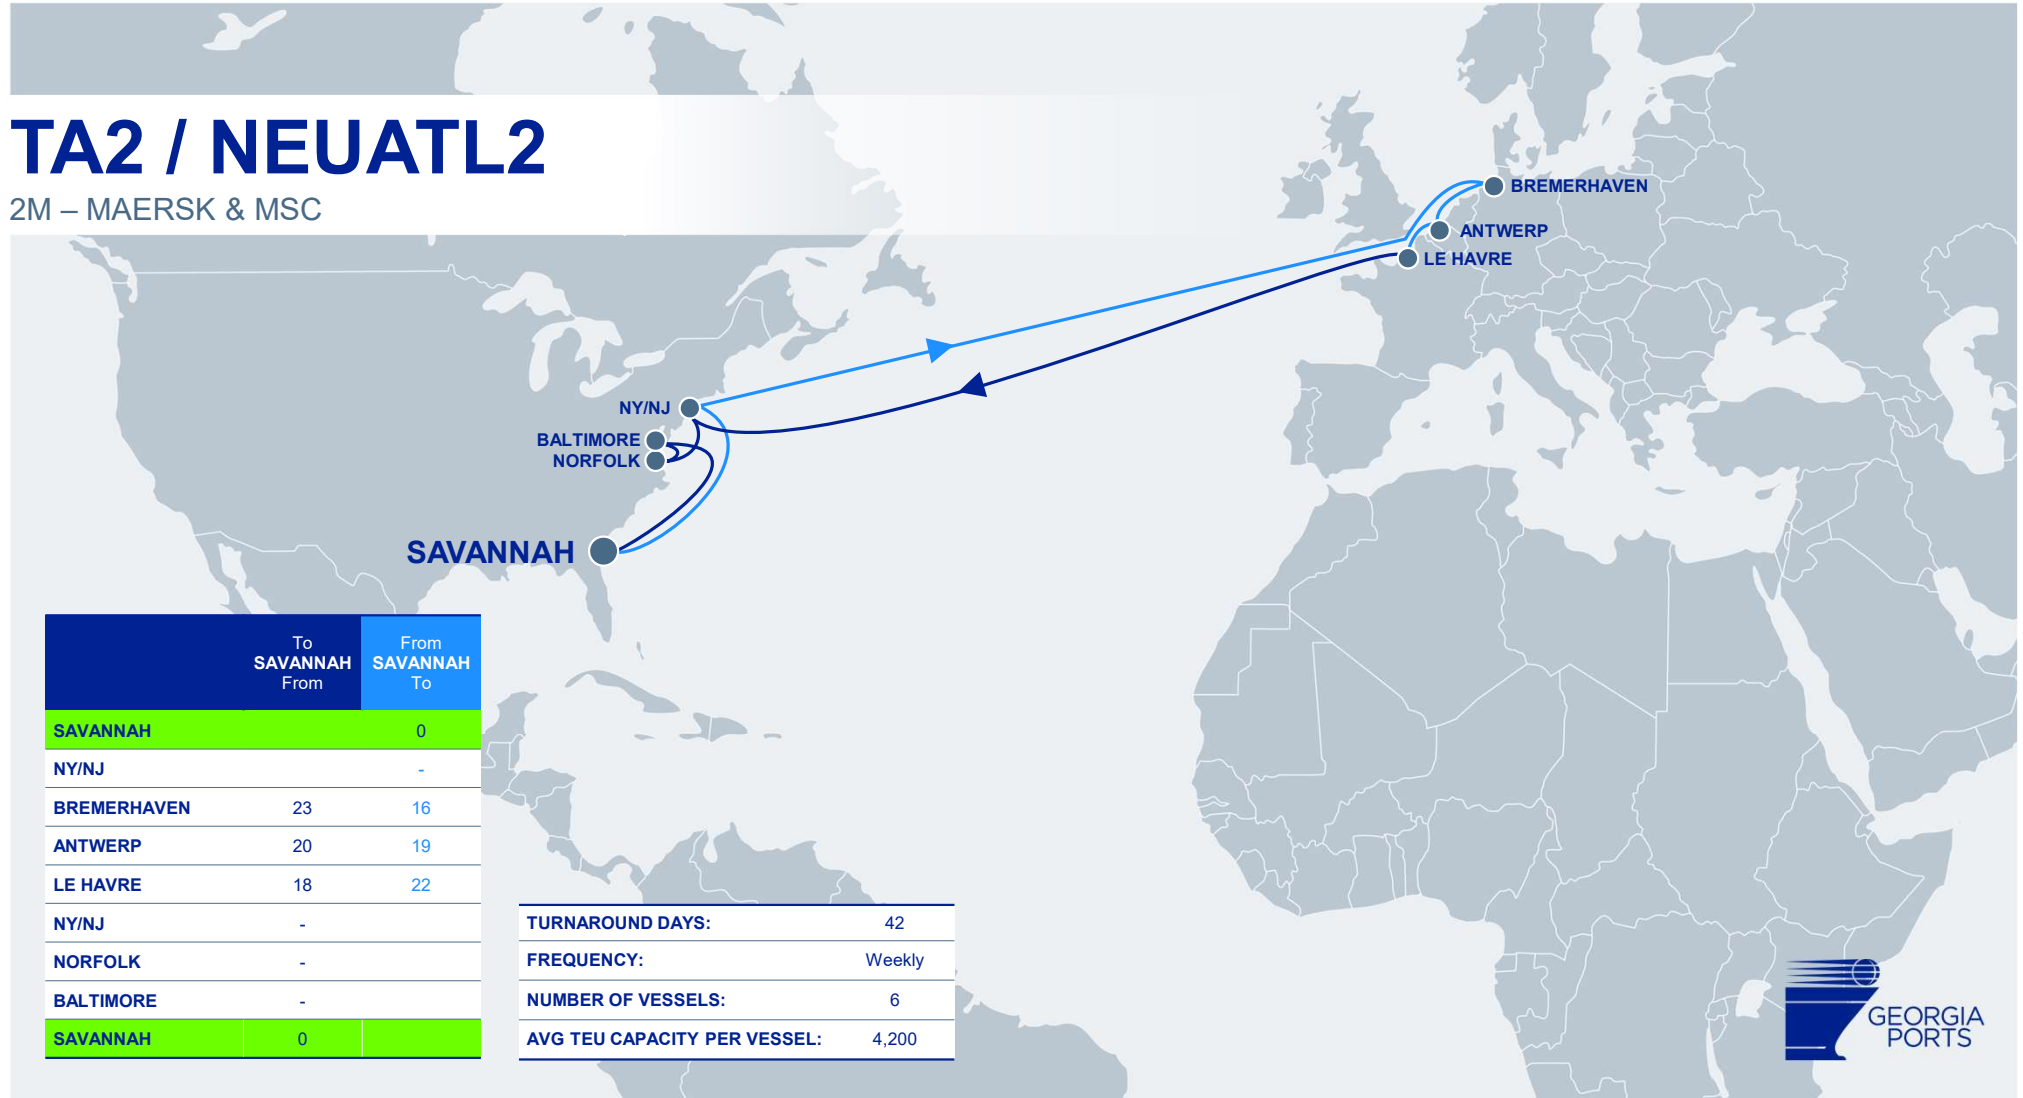 TA2 / NEUATL2
2M – MAERSK & MSC
BREMERHAVEN
ANTWERP
LE HAVRE
NY/NJ
BALTIMORE
NORFOLK
SAVANNAH
To SAVANNAH From
From SAVANNAH To
SAVANNAH 0
NY/NJ -
BREMERHAVEN 23 16
ANTWERP 20 19
LE HAVRE 18 22
NY/NJ -
NORFOLK -
BALTIMORE -
SAVANNAH 0
TURNAROUND DAYS: 42
FREQUENCY: Weekly
NUMBER OF VESSELS: 6
AVG TEU CAPACITY PER VESSEL: 4,200
GEORGIA
PORTS